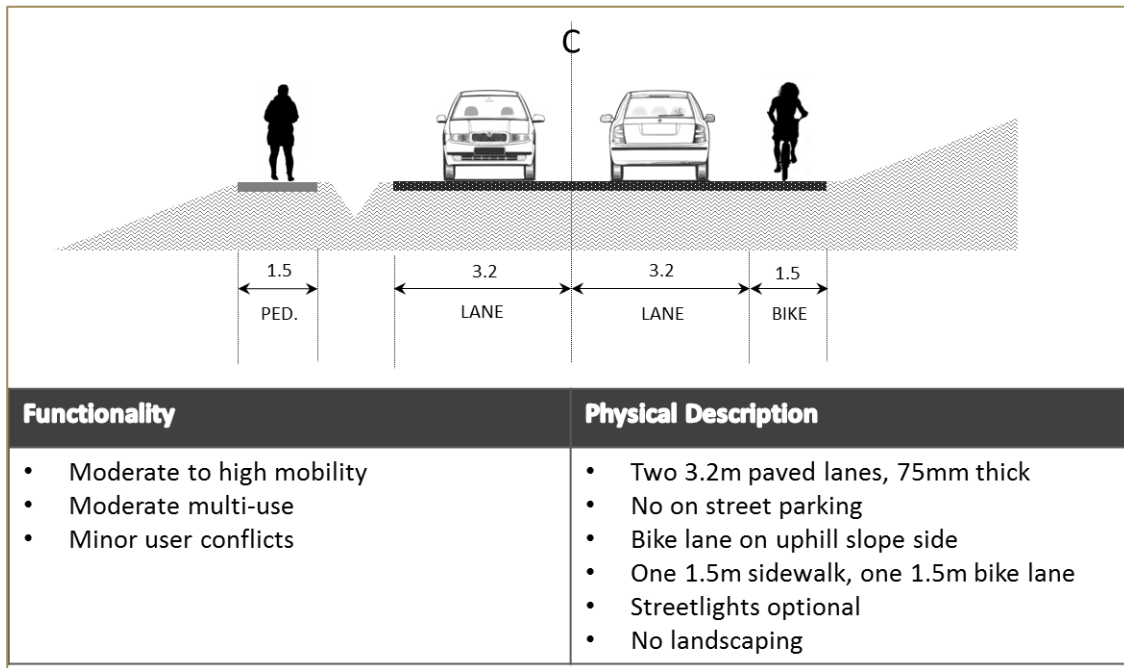 C
1.5
3.2
3.2
1.5
PED.
LANE
LANE
BIKE
Functionality
Physical Description
• Moderate to high mobility
• Moderate multi-use
• Minor user conflicts
• Two 3.2m paved lanes, 75mm thick
• No on street parking
• Bike lane on uphill slope side
• One 1.5m sidewalk, one 1.5m bike lane
• Streetlights optional
• No landscaping